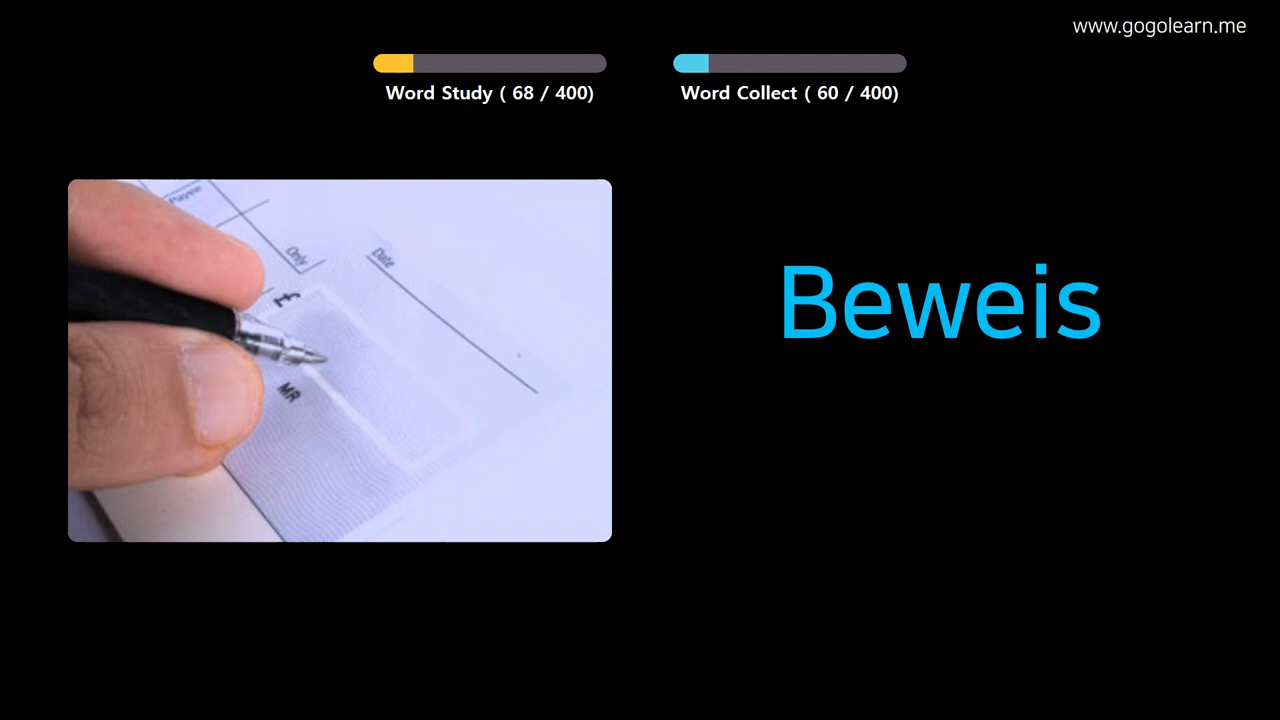 www.gogolearn.me
Word Study ( 68 / 400)
Word Collect ( 60 / 400)
Payee
Only
Date
£
MR
Beweis